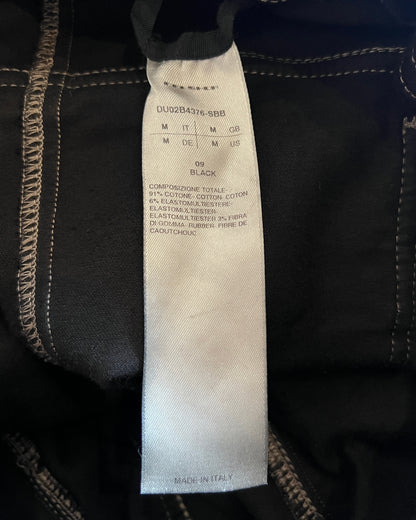 DU02B4376-SBB
M IT M GB
M DE M US
09
BLACK
COMPOSIZIONE TOTALE-
91% COTONE- COTTON- COTON
6% ELASTOMULTIESTERE-
ELASTOMULTIESTER-
ELASTOMULTIESTER 3% FIBRA
DI GOMMA- RUBBER- FIBRE DE
CAOUTCHOUC
MADE IN ITALY